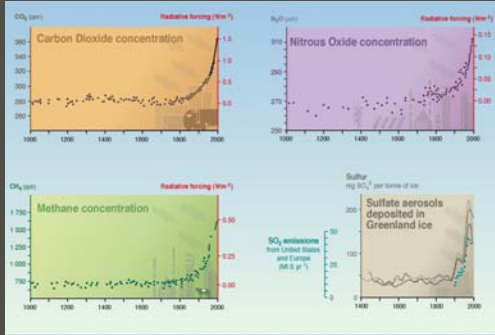 CO₂ (ppm)
Radiative forcing (Wm⁻²)
Carbon Dioxide concentration
360
340
320
300
280
260
1.5
1.0
0.5
0.0
1000 1200 1400 1600 1800 2000
N₂O (ppb)
Radiative forcing (Wm⁻²)
Nitrous Oxide concentration
310
290
270
250
0.15
0.10
0.05
0.00
1000 1200 1400 1600 1800 2000
CH₄ (ppb)
Radiative forcing (Wm⁻²)
Methane concentration
1 750
1 500
1 250
1 000
750
0.50
0.25
0.00
1000 1200 1400 1600 1800 2000
Sulfur
mg SO₄²⁻ per tonne of ice
Sulfate aerosols
deposited in
Greenland ice
200
100
0
SO₂ emissions
from United States
and Europe
(Mt S yr⁻¹)
50
25
0
1400 1600 1800 2000